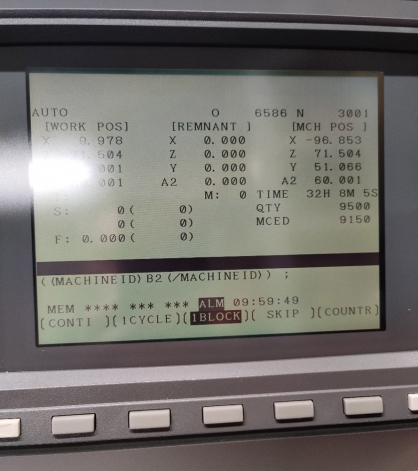 AUTO O 6586 N 3001
[WORK POS] [REMNANT ] [MCH POS ]
X 9.978 X 0.000 X -96.853
.504 Z 0.000 Z 71.504
001 Y 0.000 Y 51.066
001 A2 0.000 A2 60.001
M: 0 TIME 32H 8M 5S
S: 0 ( 0) QTY 9500
0 ( 0) MCED 9150
F: 0.000 ( 0)
((MACHINEID)B2(/MACHINEID)) ;
MEM **** *** *** ALM 09:59:49
[CONTI ][1CYCLE][1BLOCK][ SKIP ][COUNTR]